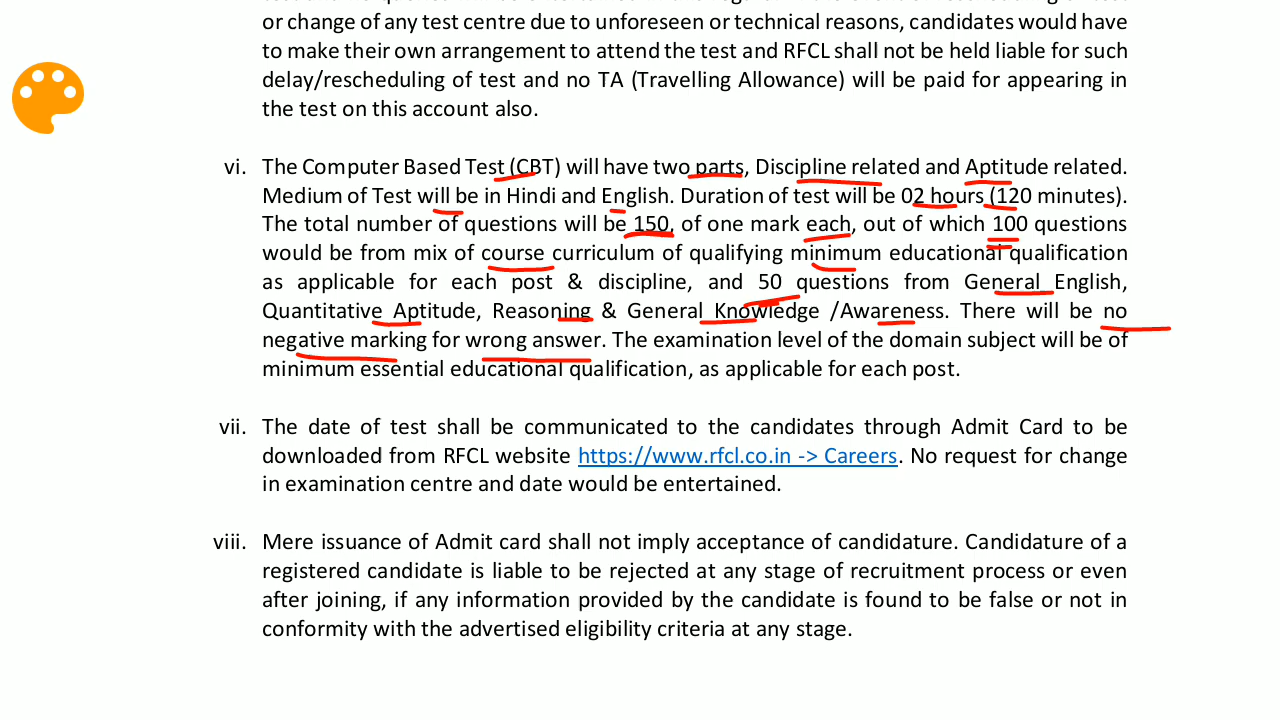 or change of any test centre due to unforeseen or technical reasons, candidates would have
to make their own arrangement to attend the test and RFCL shall not be held liable for such
delay/rescheduling of test and no TA (Travelling Allowance) will be paid for appearing in
the test on this account also.
vi. The Computer Based Test (CBT) will have two parts, Discipline related and Aptitude related.
Medium of Test will be in Hindi and English. Duration of test will be 02 hours (120 minutes).
The total number of questions will be 150, of one mark each, out of which 100 questions
would be from mix of course curriculum of qualifying minimum educational qualification
as applicable for each post & discipline, and 50 questions from General English,
Quantitative Aptitude, Reasoning & General Knowledge /Awareness. There will be no
negative marking for wrong answer. The examination level of the domain subject will be of
minimum essential educational qualification, as applicable for each post.
vii. The date of test shall be communicated to the candidates through Admit Card to be
downloaded from RFCL website https://www.rfcl.co.in -> Careers. No request for change
in examination centre and date would be entertained.
viii. Mere issuance of Admit card shall not imply acceptance of candidature. Candidature of a
registered candidate is liable to be rejected at any stage of recruitment process or even
after joining, if any information provided by the candidate is found to be false or not in
conformity with the advertised eligibility criteria at any stage.